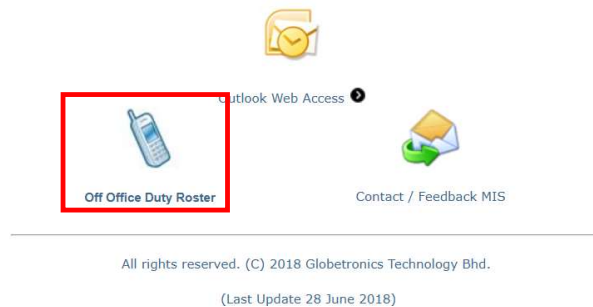 Outlook Web Access
Off Office Duty Roster
Contact / Feedback MIS
All rights reserved. (C) 2018 Globetronics Technology Bhd.
(Last Update 28 June 2018)